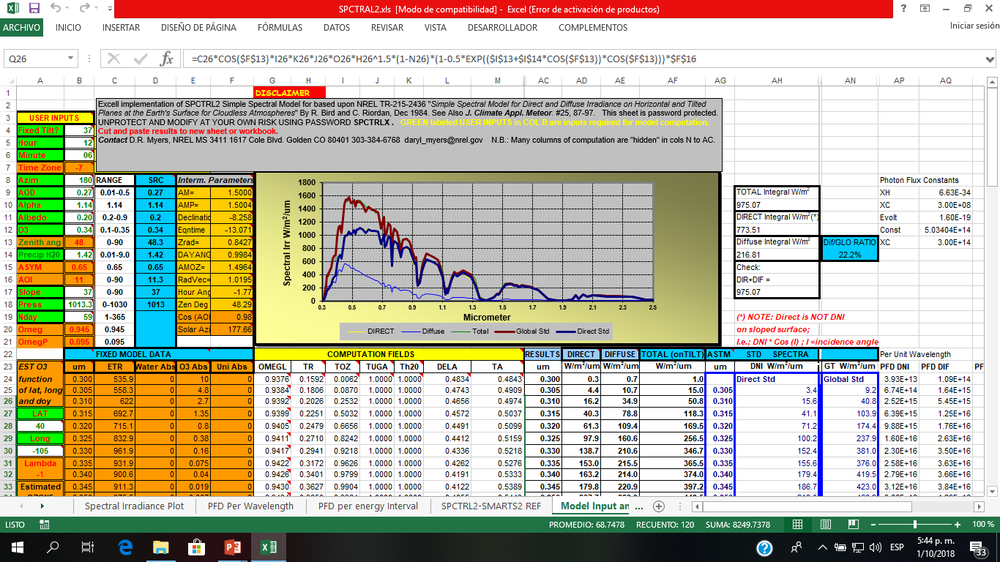 SPCTRAL2.xls [Modo de compatibilidad] - Excel (Error de activación de productos)
ARCHIVO INICIO INSERTAR DISEÑO DE PÁGINA FÓRMULAS DATOS REVISAR VISTA DESARROLLADOR COMPLEMENTOS Iniciar sesión
Q26 fx =C26*COS($F$13)*I26*K26*J26*O26*H26^1.5*(1-N26)*(1-0.5*EXP(($I$13+$I$14*COS($F$13))*COS($F$13)))*$F$16
A B C D E F G H I J K L M AC AD AE AF AG AH AN AP AQ
1 DISCLAIMER
2 Excell implementation of SPCTRL2 Simple Spectral Model for based upon NREL TR-215-2436 "Simple Spectral Model for Direct and Diffuse Irradiance on Horizontal and Tilted
3 USER INPUTS Planes at the Earth's Surface for Cloudless Atmospheres" By R. Bird and C. Riordan, Dec 1984. See Also J. Climate Appl. Meteor. #25, 87-97. This sheet is password protected.
UNPROTECT AND MODIFY AT YOUR OWN RISK USING PASSWORD SPCTRLX . GREEN labeled USER INPUTS in COL B are inputs required for model computation.
4 Fixed Tilt? 37 Cut and paste results to new sheet or workbook.
5 Hour 12 Contact D.R. Myers, NREL MS 3411 1617 Cole Blvd. Golden CO 80401 303-384-6768 daryl_myers@nrel.gov N.B.: Many columns of computation are "hidden" in cols N to AC.
6 Minute 06
7 Time Zone -7
8 Azim 180 RANGE SRC Interm. Parameters Photon Flux Constants
9 AOD 0.27 0.01-0.5 0.27 AM= 1.5000 TOTAL Integral W/m² XH 6.63E-34
10 Alpha 1.14 1.14 1.14 AMP= 1.5004 975.07 XC 3.00E+08
11 Albedo 0.20 0.2-0.9 0.2 Declinatic -8.258 DIRECT Integral W/m²(*) Evolt 1.60E-19
12 O3 0.34 0.1-0.35 0.34 Eqntime -13.071 773.51 Const 5.03404E+14
13 Zenith ang 48 0-90 48.3 Zrad= 0.8427 Diffuse Integral W/m² Dif/GLO RATIO XC 3.00E+14
14 Precip H20 1.42 0.01-9.0 1.42 DAYANG 0.9984 216.81 22.2%
15 ASYM 0.65 0.65 0.65 AMOZ= 1.4964 Check:
16 AOI 11 0-90 11.3 RadVec= 1.0195 DIR+DIF =
17 Slope 37 0-90 37 Hour Ang -1.77 975.07
18 Press 1013.3 0-1030 1013 Zen Deg 48.29
19 Nday 59 1-365 Cos (AOI 0.98 (*) NOTE: Direct is NOT DNI
20 Omeg 0.945 0.945 Solar Azi 177.66 on sloped surface;
21 OmegP 0.095 0.095 I.e.; DNI * Cos (I) ; I =incidence angle
Spectral Irr W/m²/um
1800
1600
1400
1200
1000
800
600
400
200
0
0.3 0.5 0.7 0.9 1.1 1.3 1.5 1.7 1.9 2.1 2.3 2.5
Micrometer
DIRECT Diffuse Total Global Std Direct Std
22 FIXED MODEL DATA COMPUTATION FIELDS RESULTS DIRECT DIFFUSE TOTAL (onTILT) ASTM STD SPECTRA Per Unit Wavelength
23 EST O3 um ETR Water Abs O3 Abs Uni Abs OMEGL TR TOZ TUGA Th20 DELA TA um W/m²/um W/m²/um W/m²/um um DNI W/m²/um GT W/m²/um PFD DNI PFD DIF PF
24 function 0.300 535.9 0 10 0 0.9376 0.1592 0.0062 1.0000 1.0000 0.4834 0.4843 0.300 0.3 0.7 1.0 Direct Std Global Std 3.93E+13 1.09E+14
25 of lat, long 0.305 558.3 0 4.8 0 0.9384 0.1806 0.0870 1.0000 1.0000 0.4743 0.4909 0.305 4.4 10.7 15.0 0.305 3.4 9.2 6.74E+14 1.64E+15
26 and doy 0.310 622 0 2.7 0 0.9392 0.2026 0.2532 1.0000 1.0000 0.4656 0.4974 0.310 16.2 34.9 50.8 0.310 15.6 40.8 2.52E+15 5.45E+15
27 LAT 0.315 692.7 0 1.35 0 0.9399 0.2251 0.5032 1.0000 1.0000 0.4572 0.5037 0.315 40.3 78.8 118.3 0.315 41.1 103.9 6.39E+15 1.25E+16
28 40 0.320 715.1 0 0.8 0 0.9405 0.2479 0.6656 1.0000 1.0000 0.4491 0.5099 0.320 61.3 109.4 169.5 0.320 71.2 174.4 9.88E+15 1.76E+16
29 Long 0.325 832.9 0 0.38 0 0.9411 0.2710 0.8242 1.0000 1.0000 0.4412 0.5159 0.325 97.9 160.6 256.5 0.325 100.2 237.9 1.60E+16 2.63E+16
30 -105 0.330 961.9 0 0.16 0 0.9417 0.2941 0.9218 1.0000 1.0000 0.4336 0.5218 0.330 138.7 210.6 346.7 0.330 152.4 381.0 2.30E+16 3.50E+16
31 Lambda 0.335 931.9 0 0.075 0 0.9422 0.3172 0.9626 1.0000 1.0000 0.4262 0.5276 0.335 153.0 215.5 365.5 0.335 155.6 376.0 2.58E+16 3.63E+16
32 -1 0.340 900.6 0 0.04 0 0.9426 0.3401 0.9799 1.0000 1.0000 0.4191 0.5333 0.340 163.2 214.0 374.0 0.340 179.4 419.5 2.79E+16 3.66E+16
33 Estimated 0.345 911.3 0 0.019 0 0.9430 0.3627 0.9904 1.0000 1.0000 0.4122 0.5389 0.345 179.8 220.9 397.2 0.345 186.7 423.0 3.12E+16 3.84E+16
Spectral Irradiance Plot PFD Per Wavelength PFD per energy Interval SPCTRL2-SMARTS2 REF Model Input an ...
LISTO PROMEDIO: 68.7478 RECUENTO: 120 SUMA: 8249.7378 100 %
ESP 5:44 p. m.
1/10/2018 33